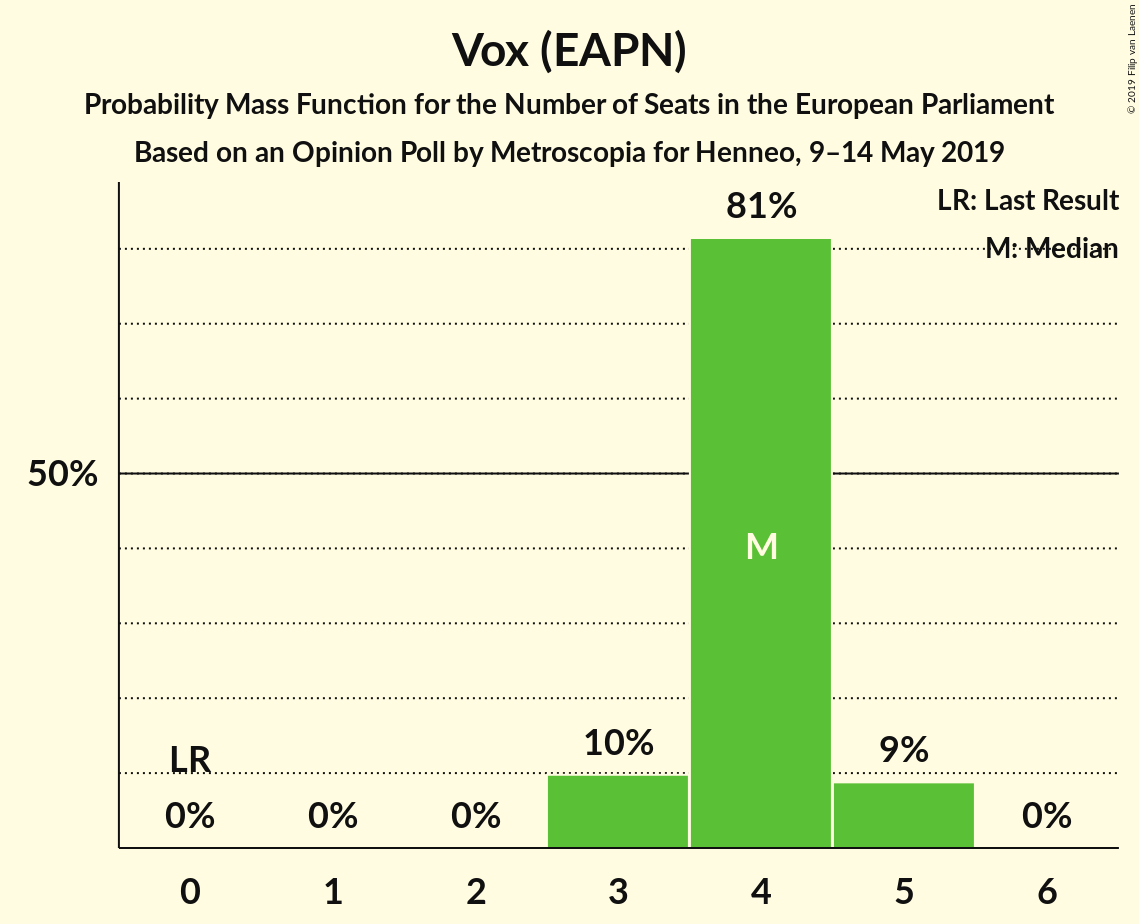 Vox (EAPN)
Probability Mass Function for the Number of Seats in the European Parliament
Based on an Opinion Poll by Metroscopia for Henneo, 9–14 May 2019
© 2019 Filip van Laenen
LR: Last Result
M: Median
81%
50%
M
10%
9%
LR
0%
0%
0%
0%
0
1
2
3
4
5
6